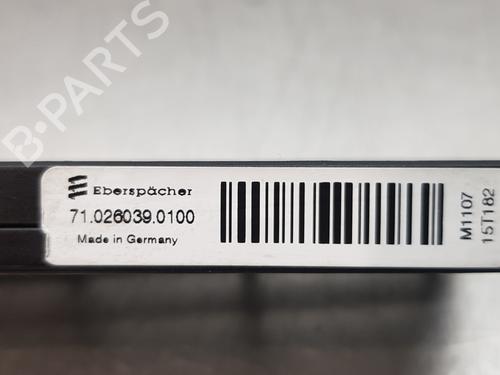 B·PARTS
Eberspächer
71.026039.0100
Made in Germany
M1107
15T182